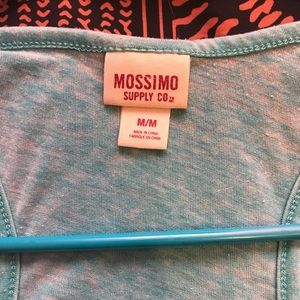 MOSSIMO
SUPPLY CO.
M/M
MADE IN CHINA
FABRIQUÉ EN CHINE